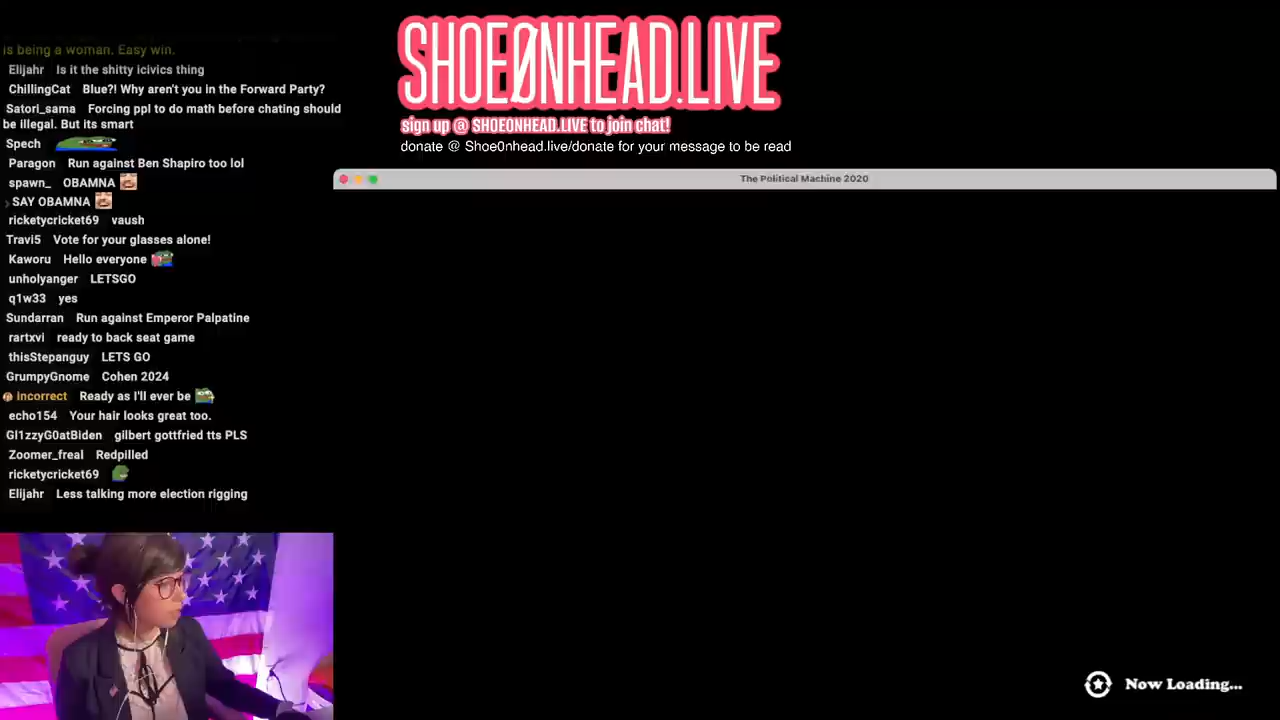 SHOE0NHEAD.LIVE
sign up @ SHOE0NHEAD.LIVE to join chat!
donate @ Shoe0nhead.live/donate for your message to be read
The Political Machine 2020
is being a woman. Easy win.
Elijahr Is it the shitty icivics thing
ChillingCat Blue?! Why aren't you in the Forward Party?
Satori_sama Forcing ppl to do math before chating should
be illegal. But its smart
Spech
Paragon Run against Ben Shapiro too lol
spawn_ OBAMNA
SAY OBAMNA
ricketycricket69 vaush
Travi5 Vote for your glasses alone!
Kaworu Hello everyone
unholyanger LETSGO
q1w33 yes
Sundarran Run against Emperor Palpatine
rartxvi ready to back seat game
thisStepanguy LETS GO
GrumpyGnome Cohen 2024
incorrect Ready as I'll ever be
echo154 Your hair looks great too.
Gl1zzyG0atBiden gilbert gottfried tts PLS
Zoomer_freal Redpilled
ricketycricket69
Elijahr Less talking more election rigging
Now Loading...